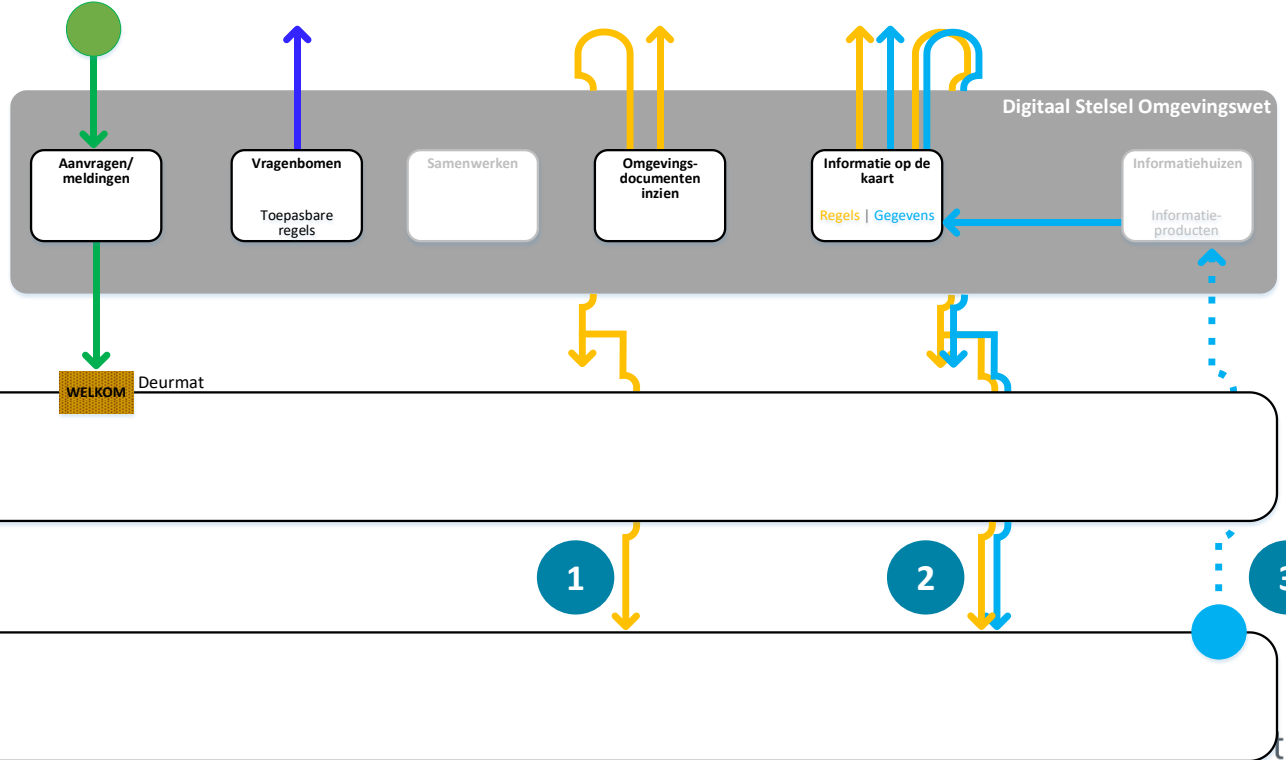 Digitaal Stelsel Omgevingswet
Aanvragen/
meldingen
Vragenbomen
Toepasbare
regels
Samenwerken
Omgevings-
documenten
inzien
Informatie op de
kaart
Regels | Gegevens
Informatiehuizen
Informatie-
producten
WELKOM
Deurmat
1
2
3
t